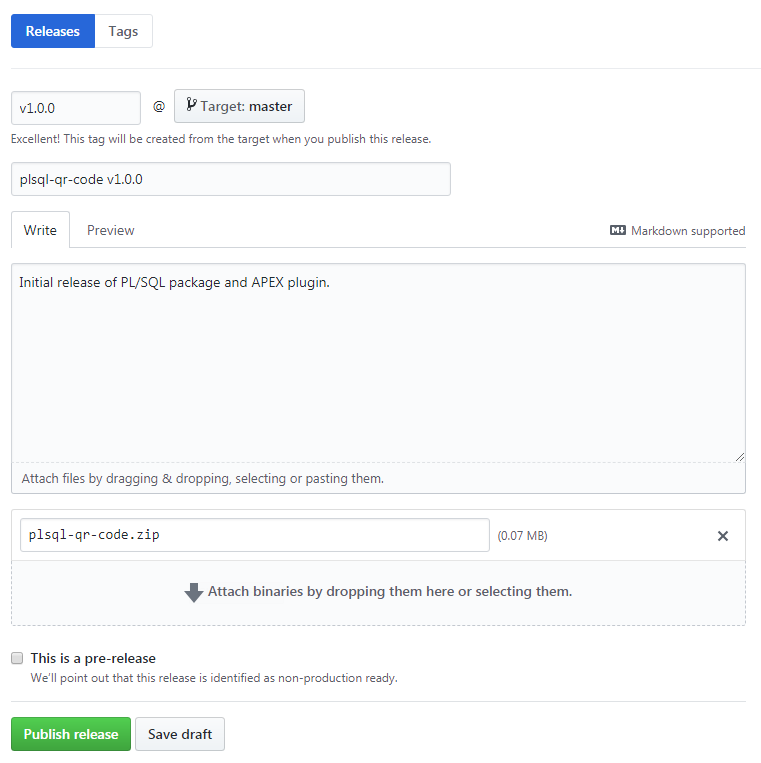 Releases Tags
v1.0.0 @ Target: master
Excellent! This tag will be created from the target when you publish this release.
plsql-qr-code v1.0.0
Write Preview Markdown supported
Initial release of PL/SQL package and APEX plugin.
Attach files by dragging & dropping, selecting or pasting them.
plsql-qr-code.zip (0.07 MB)
Attach binaries by dropping them here or selecting them.
This is a pre-release
We'll point out that this release is identified as non-production ready.
Publish release Save draft